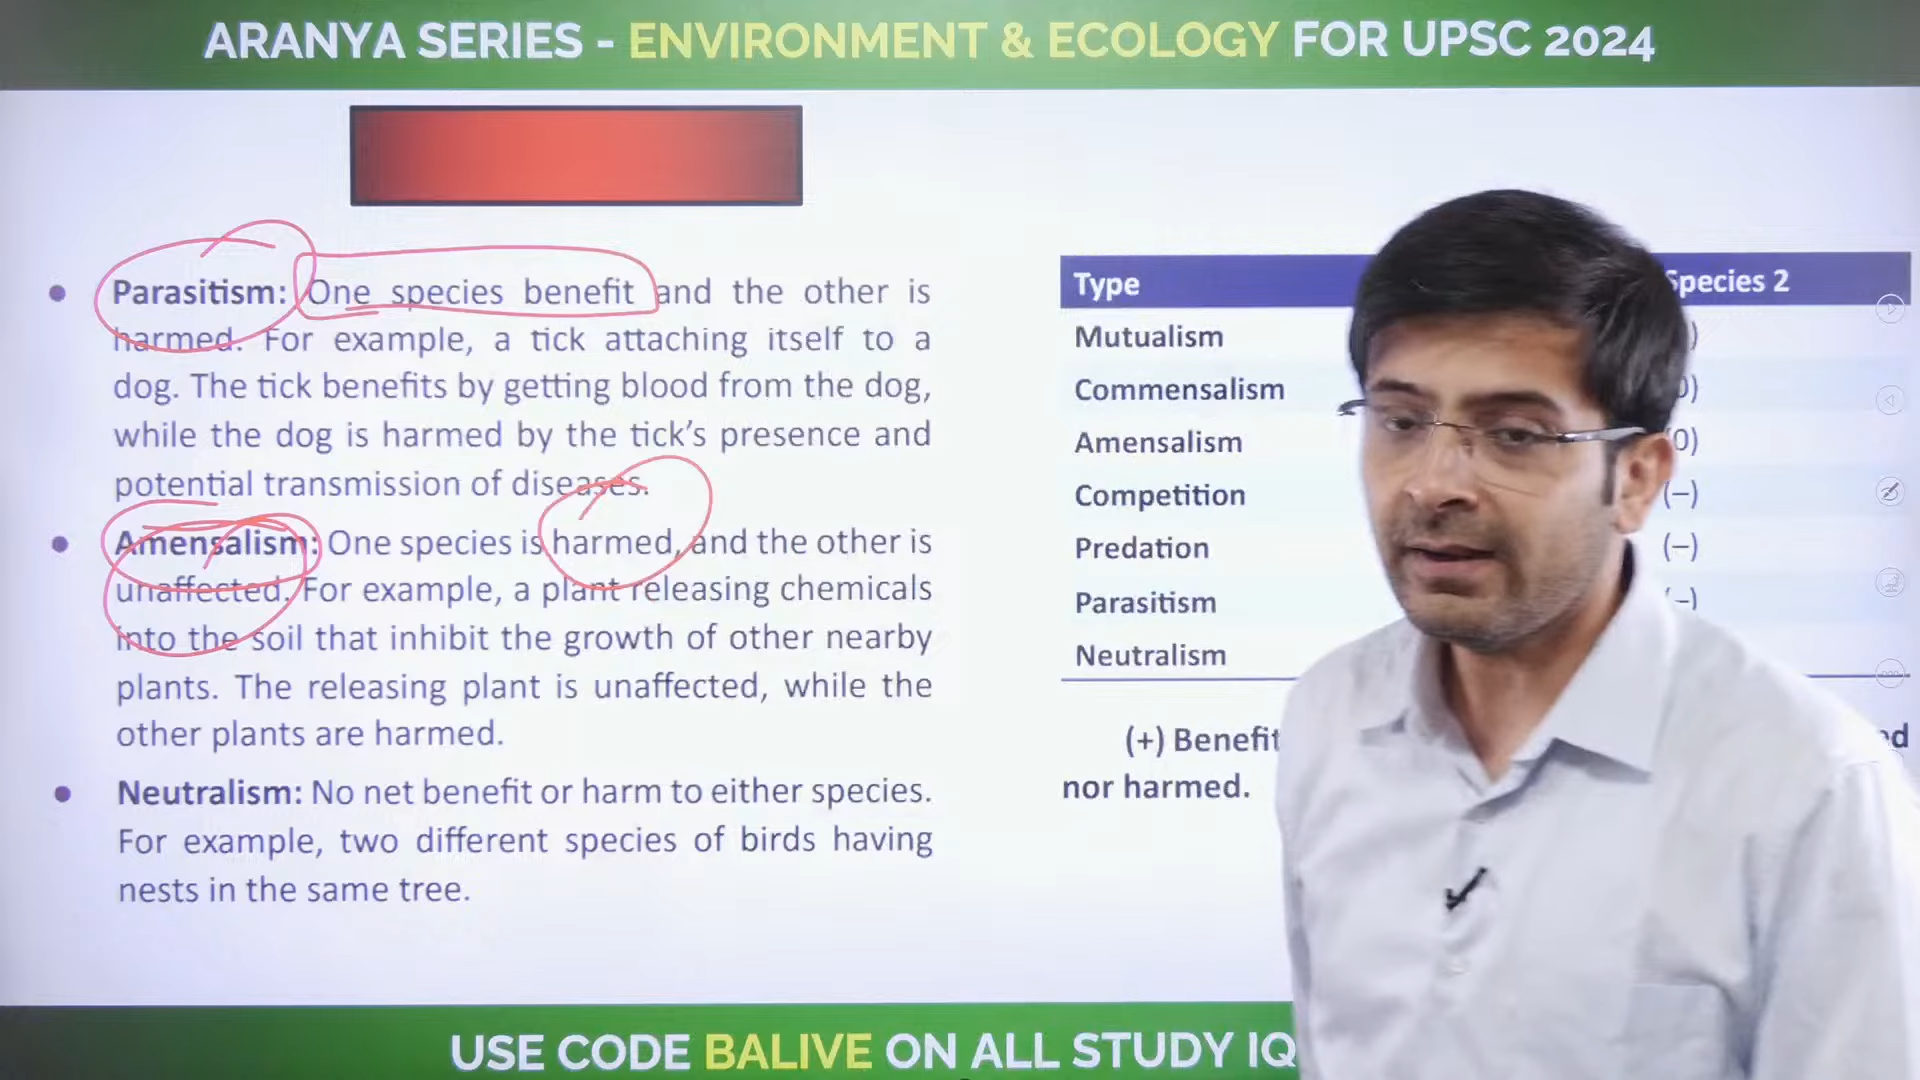 ARANYA SERIES - ENVIRONMENT & ECOLOGY FOR UPSC 2024
Parasitism: One species benefit and the other is
harmed. For example, a tick attaching itself to a
dog. The tick benefits by getting blood from the dog,
while the dog is harmed by the tick's presence and
potential transmission of diseases.
Amensalism: One species is harmed, and the other is
unaffected. For example, a plant releasing chemicals
into the soil that inhibit the growth of other nearby
plants. The releasing plant is unaffected, while the
other plants are harmed.
Neutralism: No net benefit or harm to either species.
For example, two different species of birds having
nests in the same tree.
Type Species 2
Mutualism
Commensalism
Amensalism (0)
Competition (–)
Predation (–)
Parasitism (–)
Neutralism
(+) Benefit
nor harmed.
USE CODE BALIVE ON ALL STUDY IQ